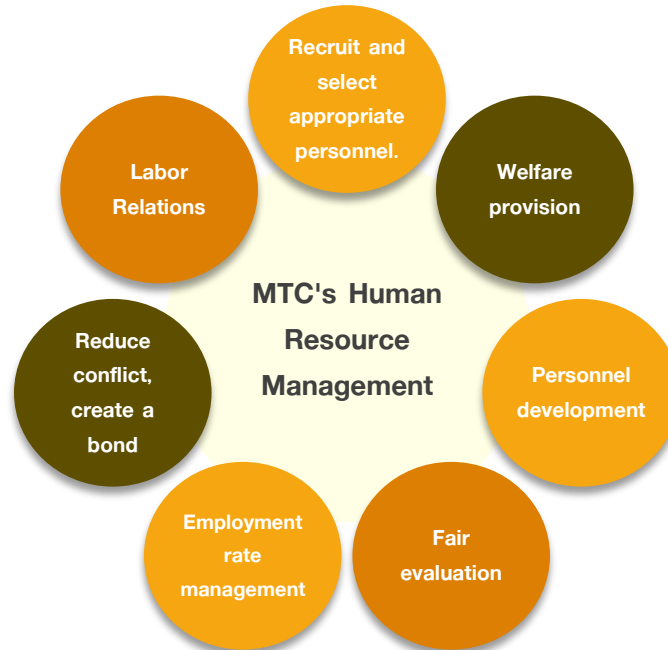 Recruit and
select
appropriate
personnel.
Welfare
provision
Personnel
development
Fair
evaluation
Employment
rate
management
Reduce
conflict,
create a
bond
Labor
Relations
MTC's Human
Resource
Management